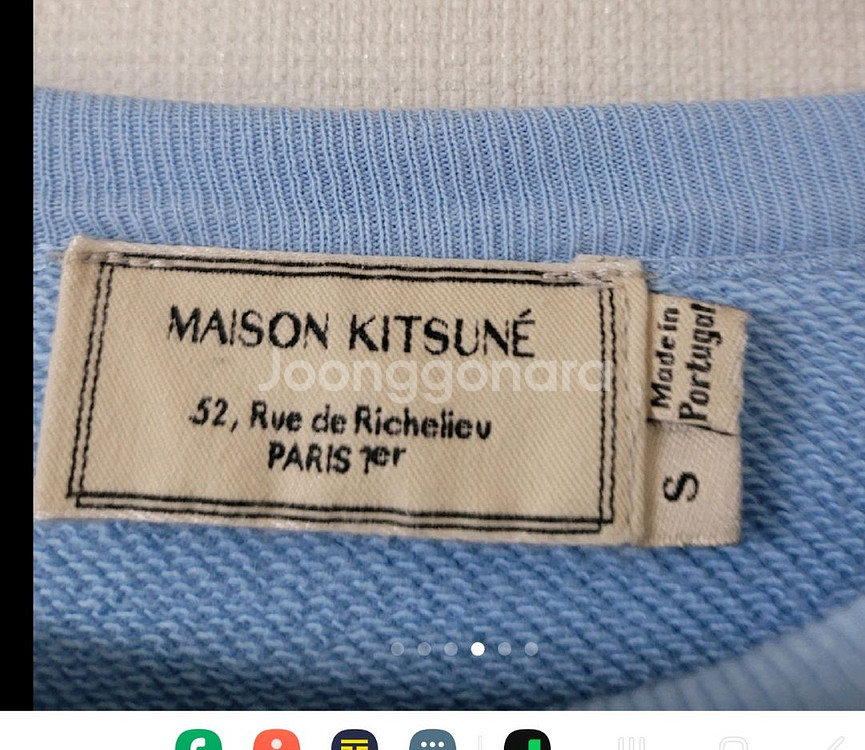 MAISON KITSUNÉ
Joonggonara
52, Rue de Richelieu
PARIS 1er
Made in
Portugal
S